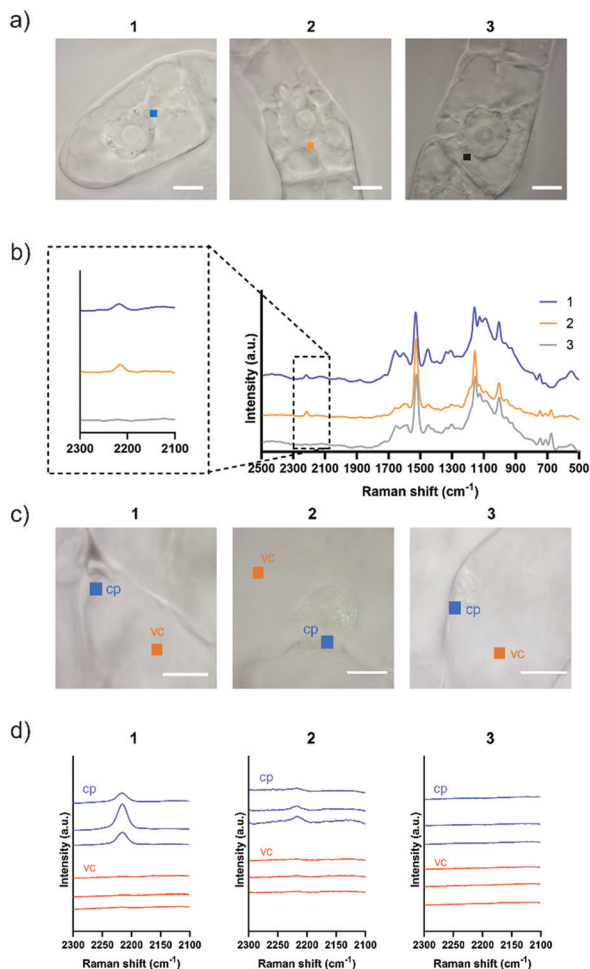 a)
1 2 3
b)
Intensity (a.u.)
1
2
3
2300 2200 2100
2500 2300 2100 1900 1700 1500 1300 1100 900 700 500
Raman shift (cm-1)
c)
1 2 3
cp
vc
vc
cp
cp
vc
d)
1 2 3
Intensity (a.u.)
cp
vc
2300 2250 2200 2150 2100
Raman shift (cm-1)
Intensity (a.u.)
cp
vc
2300 2250 2200 2150 2100
Raman shift (cm-1)
Intensity (a.u.)
cp
vc
2300 2250 2200 2150 2100
Raman shift (cm-1)